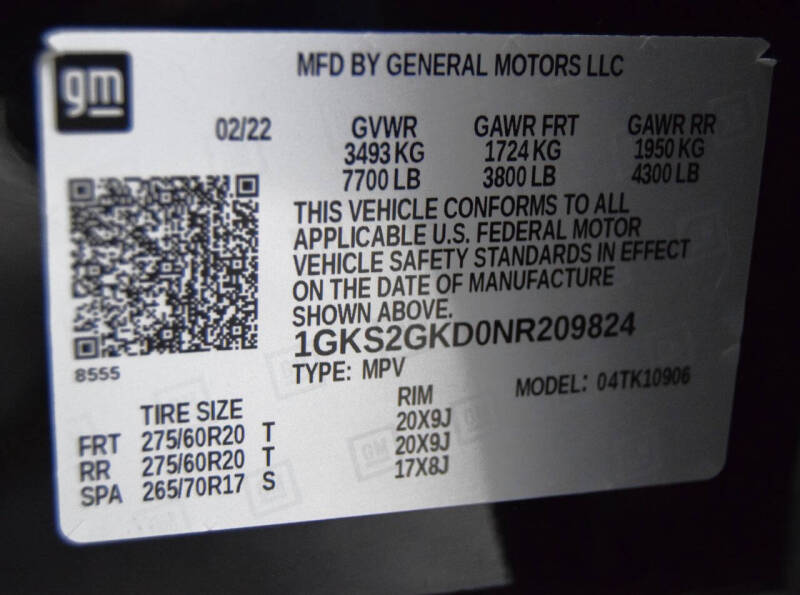 gm
MFD BY GENERAL MOTORS LLC
02/22 GVWR GAWR FRT GAWR RR
3493 KG 1724 KG 1950 KG
7700 LB 3800 LB 4300 LB
THIS VEHICLE CONFORMS TO ALL
APPLICABLE U.S. FEDERAL MOTOR
VEHICLE SAFETY STANDARDS IN EFFECT
ON THE DATE OF MANUFACTURE
SHOWN ABOVE.
1GKS2GKD0NR209824
8555
TYPE: MPV MODEL: 04TK10906
TIRE SIZE RIM
FRT 275/60R20 T 20X9J
RR 275/60R20 T 20X9J
SPA 265/70R17 S 17X8J